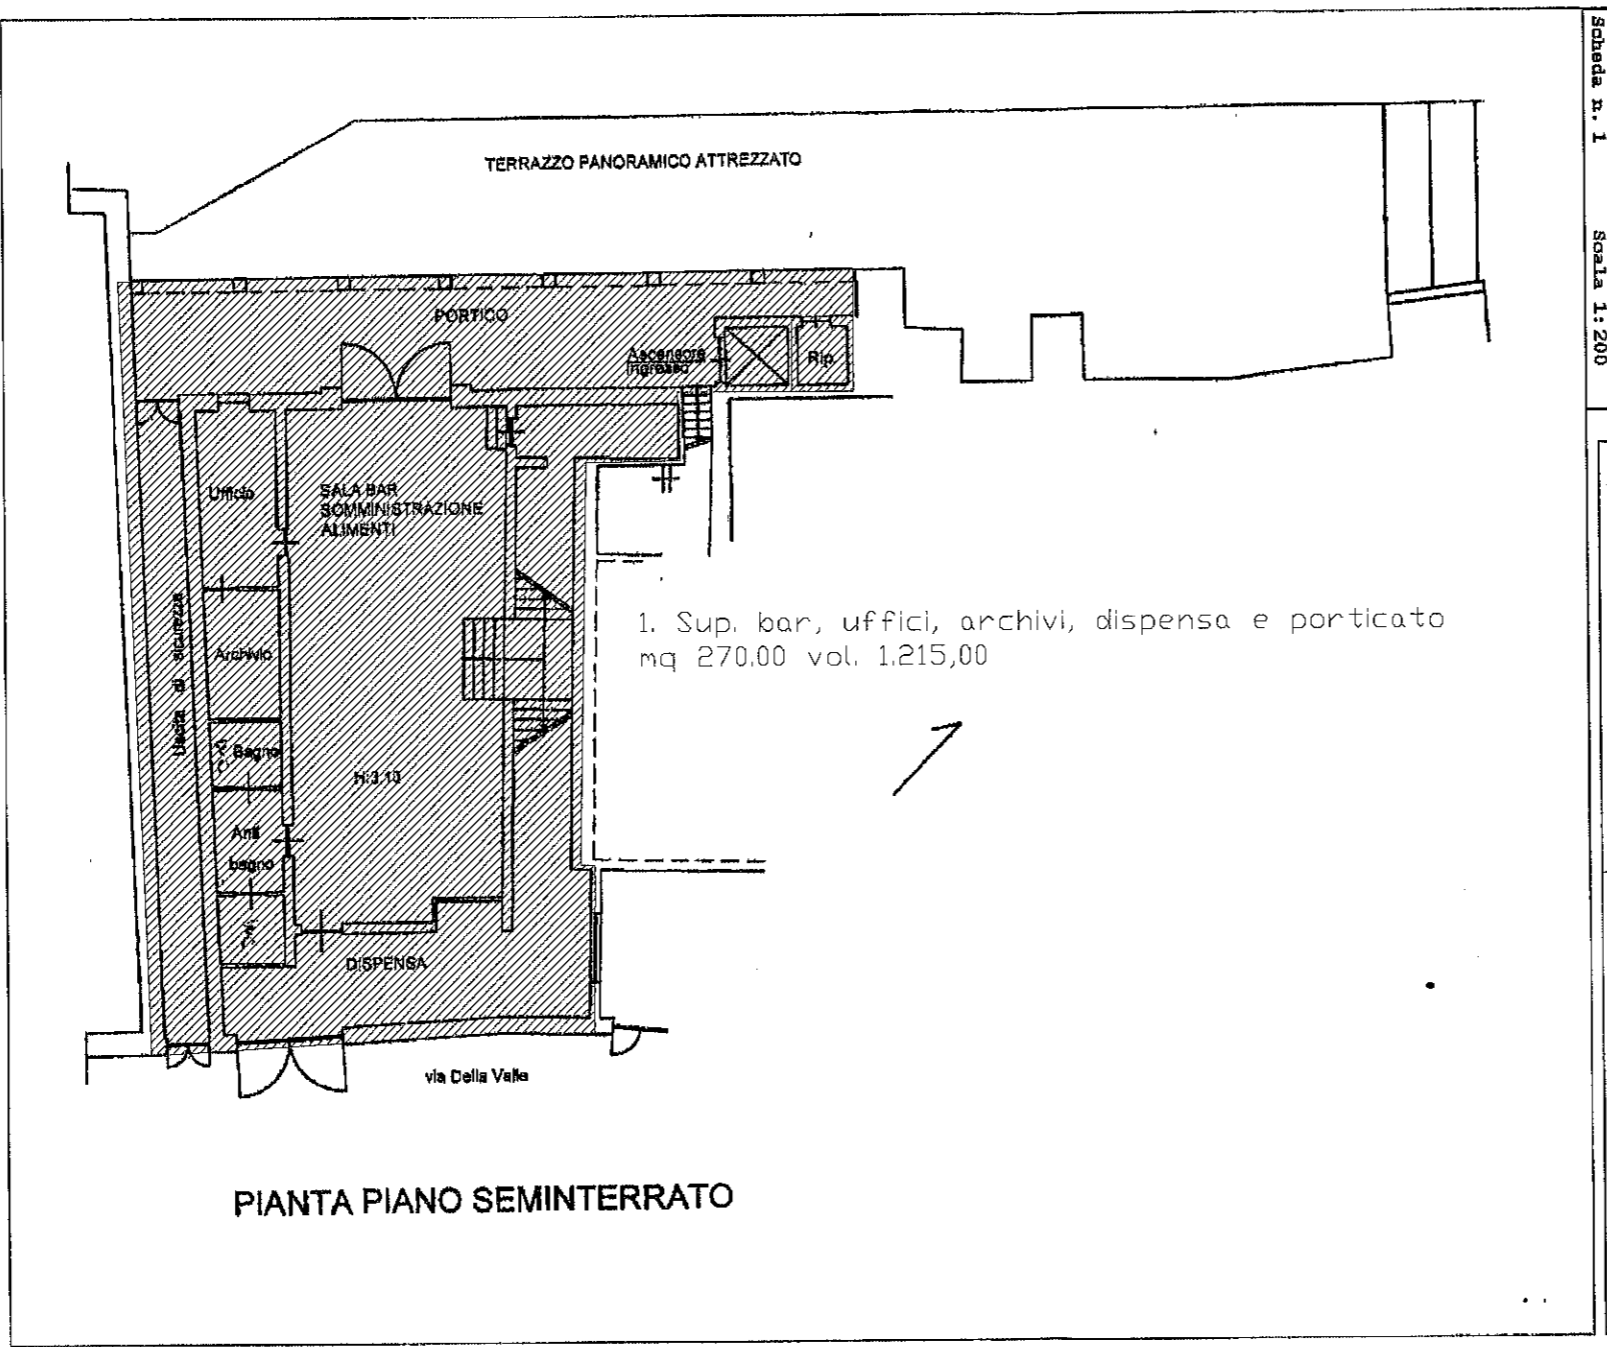 Scheda n. 1 Scala 1:200
TERRAZZO PANORAMICO ATTREZZATO
PORTICO
Ascensore
Ingresso
Rip.
Ufficio
SALA BAR
SOMMINISTRAZIONE
ALIMENTI
Uscita di sicurezza
Archivio
1. Sup. bar, uffici, archivi, dispensa e porticato
mq 270.00 vol. 1.215,00
Bagno
H:3,10
Anti
bagno
DISPENSA
via Della Valle
PIANTA PIANO SEMINTERRATO